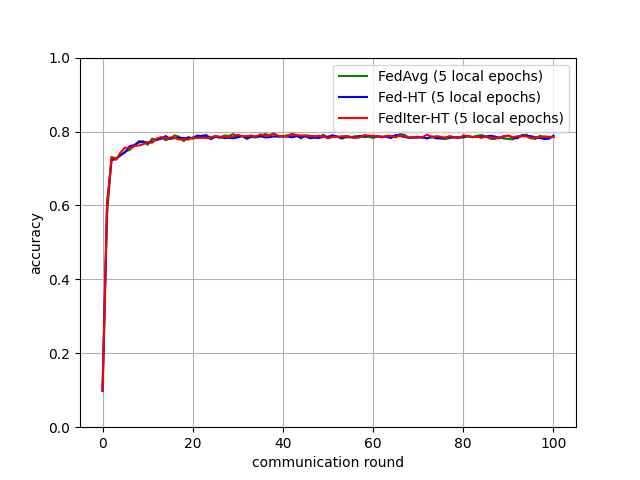 1.0
FedAvg (5 local epochs)
Fed-HT (5 local epochs)
FedIter-HT (5 local epochs)
0.8
0.6
accuracy
0.4
0.2
0.0
0 20 40 60 80 100
communication round